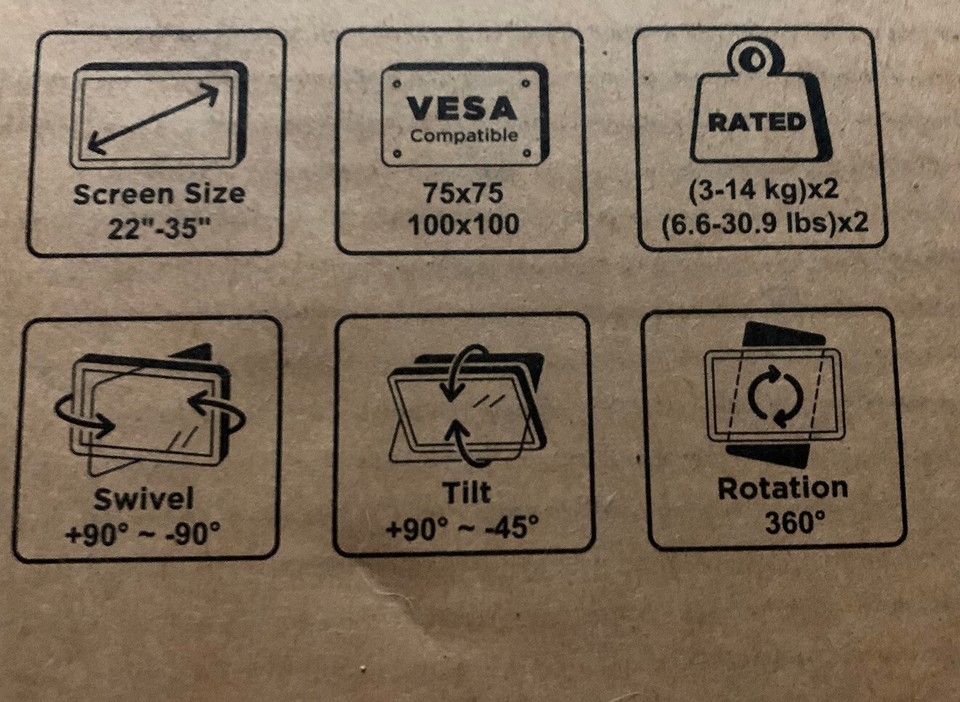 Screen Size
22"-35"
VESA
Compatible
75x75
100x100
RATED
(3-14 kg)x2
(6.6-30.9 lbs)x2
Swivel
+90° ~ -90°
Tilt
+90° ~ -45°
Rotation
360°